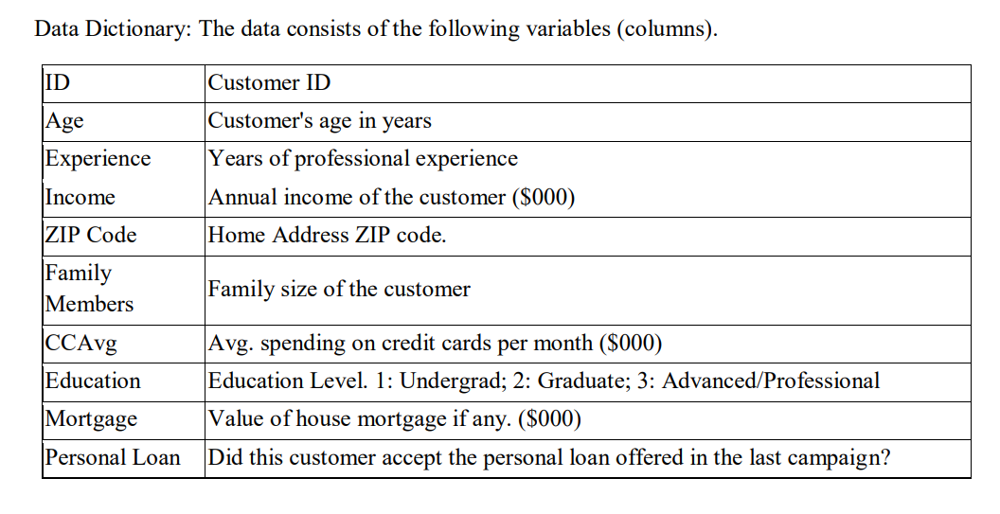 Data Dictionary: The data consists of the following variables (columns).
ID Customer ID
Age Customer's age in years
Experience Years of professional experience
Income Annual income of the customer ($000)
ZIP Code Home Address ZIP code.
Family
Members
Family size of the customer
CCAvg Avg. spending on credit cards per month ($000)
Education Education Level. 1: Undergrad; 2: Graduate; 3: Advanced/Professional
Mortgage Value of house mortgage if any. ($000)
Personal Loan Did this customer accept the personal loan offered in the last campaign?